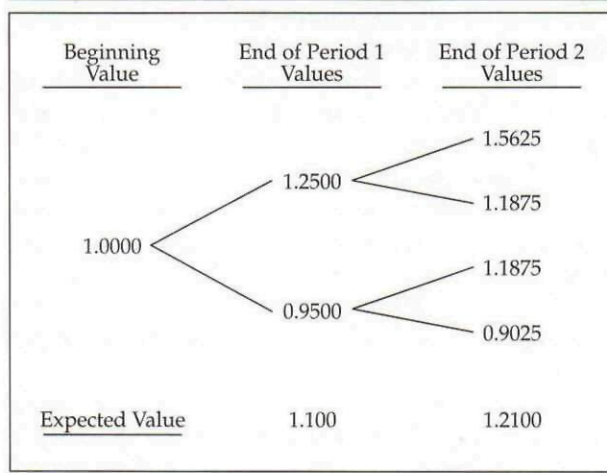 Beginning Value
End of Period 1 Values
End of Period 2 Values
1.5625
1.2500
1.1875
1.0000
1.1875
0.9500
0.9025
Expected Value 1.100 1.2100